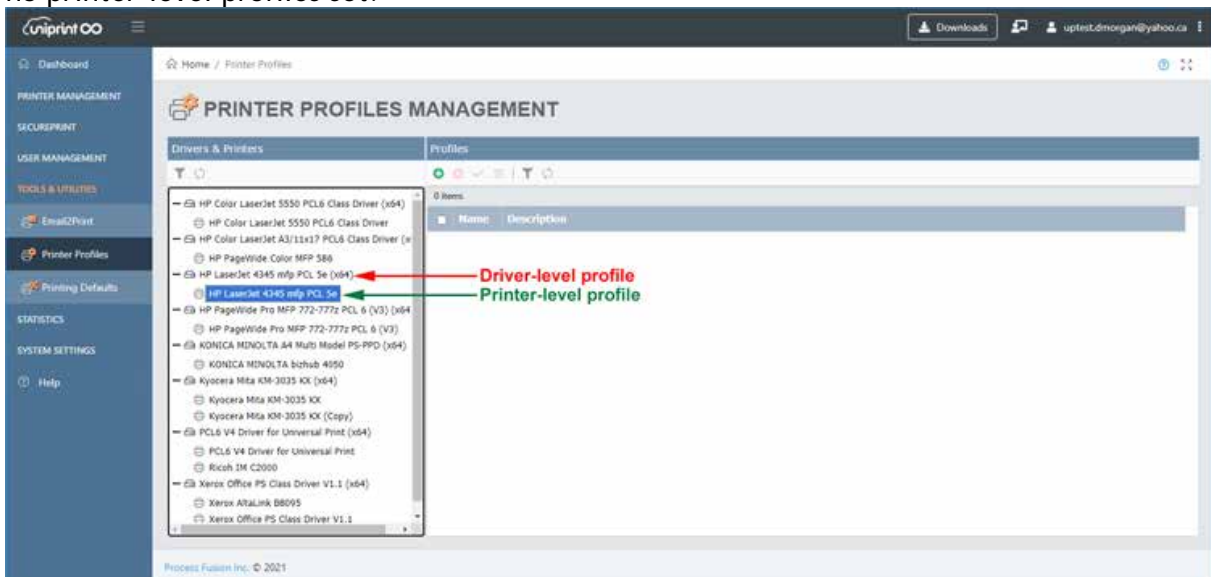 uniprint
Downloads
uptest.dmorgan@yahoo.ca
Dashboard
Home / Printer Profiles
PRINTER MANAGEMENT
PRINTER PROFILES MANAGEMENT
SECUREPRINT
USER MANAGEMENT
Drivers & Printers
Profiles
TOOLS & UTILITIES
0 items
HP Color LaserJet 5550 PCL6 Class Driver (x64)
Name Description
Email2Print
HP Color LaserJet 5550 PCL6 Class Driver
HP Color LaserJet A3/11x17 PCL6 Class Driver (x
Printer Profiles
HP PageWide Color MFP 586
HP LaserJet 4345 mfp PCL 5e (x64)
Driver-level profile
Printing Defaults
HP LaserJet 4345 mfp PCL 5e
Printer-level profile
HP PageWide Pro MFP 772-777z PCL 6 (V3) (x64
STATISTICS
HP PageWide Pro MFP 772-777z PCL 6 (V3)
SYSTEM SETTINGS
KONICA MINOLTA A4 Multi Model PS-PPD (x64)
KONICA MINOLTA bizhub 4050
Help
Kyocera Mita KM-3035 KX (x64)
Kyocera Mita KM-3035 KX
Kyocera Mita KM-3035 KX (Copy)
PCL6 V4 Driver for Universal Print (x64)
PCL6 V4 Driver for Universal Print
Ricoh IM C2000
Xerox Office PS Class Driver V1.1 (x64)
Xerox AltaLink B8095
Xerox Office PS Class Driver V1.1
Process Fusion Inc. © 2021